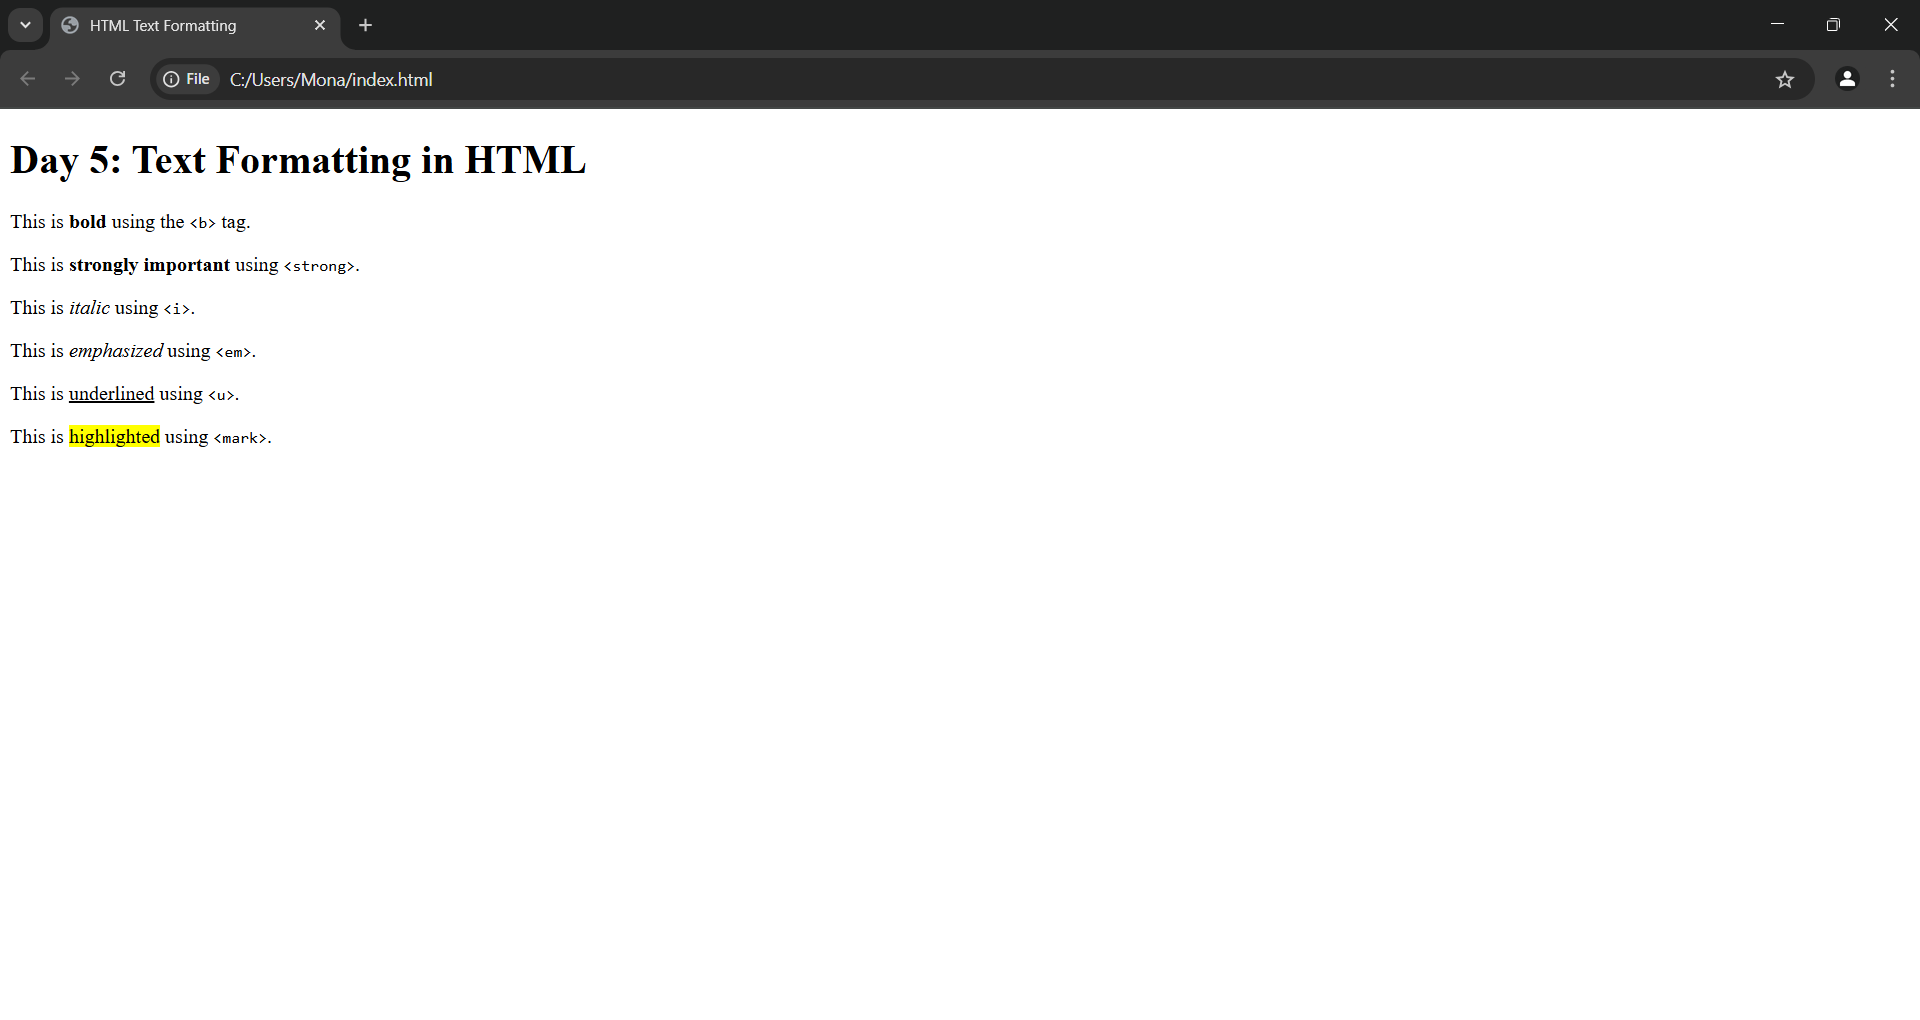 HTML Text Formatting
File C:/Users/Mona/index.html
Day 5: Text Formatting in HTML
This is bold using the <b> tag.
This is strongly important using <strong>.
This is italic using <i>.
This is emphasized using <em>.
This is underlined using <u>.
This is highlighted using <mark>.